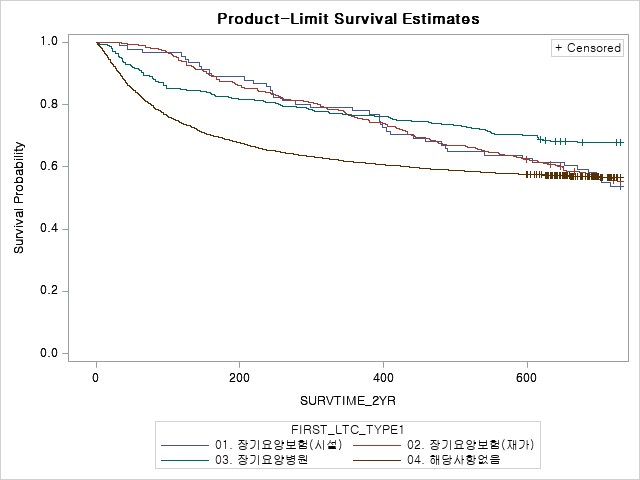 Product-Limit Survival Estimates
1.0
+ Censored
0.8
0.6
0.4
0.2
0.0
Survival Probability
0 200 400 600
SURVTIME_2YR
FIRST_LTC_TYPE1
01. 장기요양보험(시설) 02. 장기요양보험(재가)
03. 장기요양병원 04. 해당사항없음